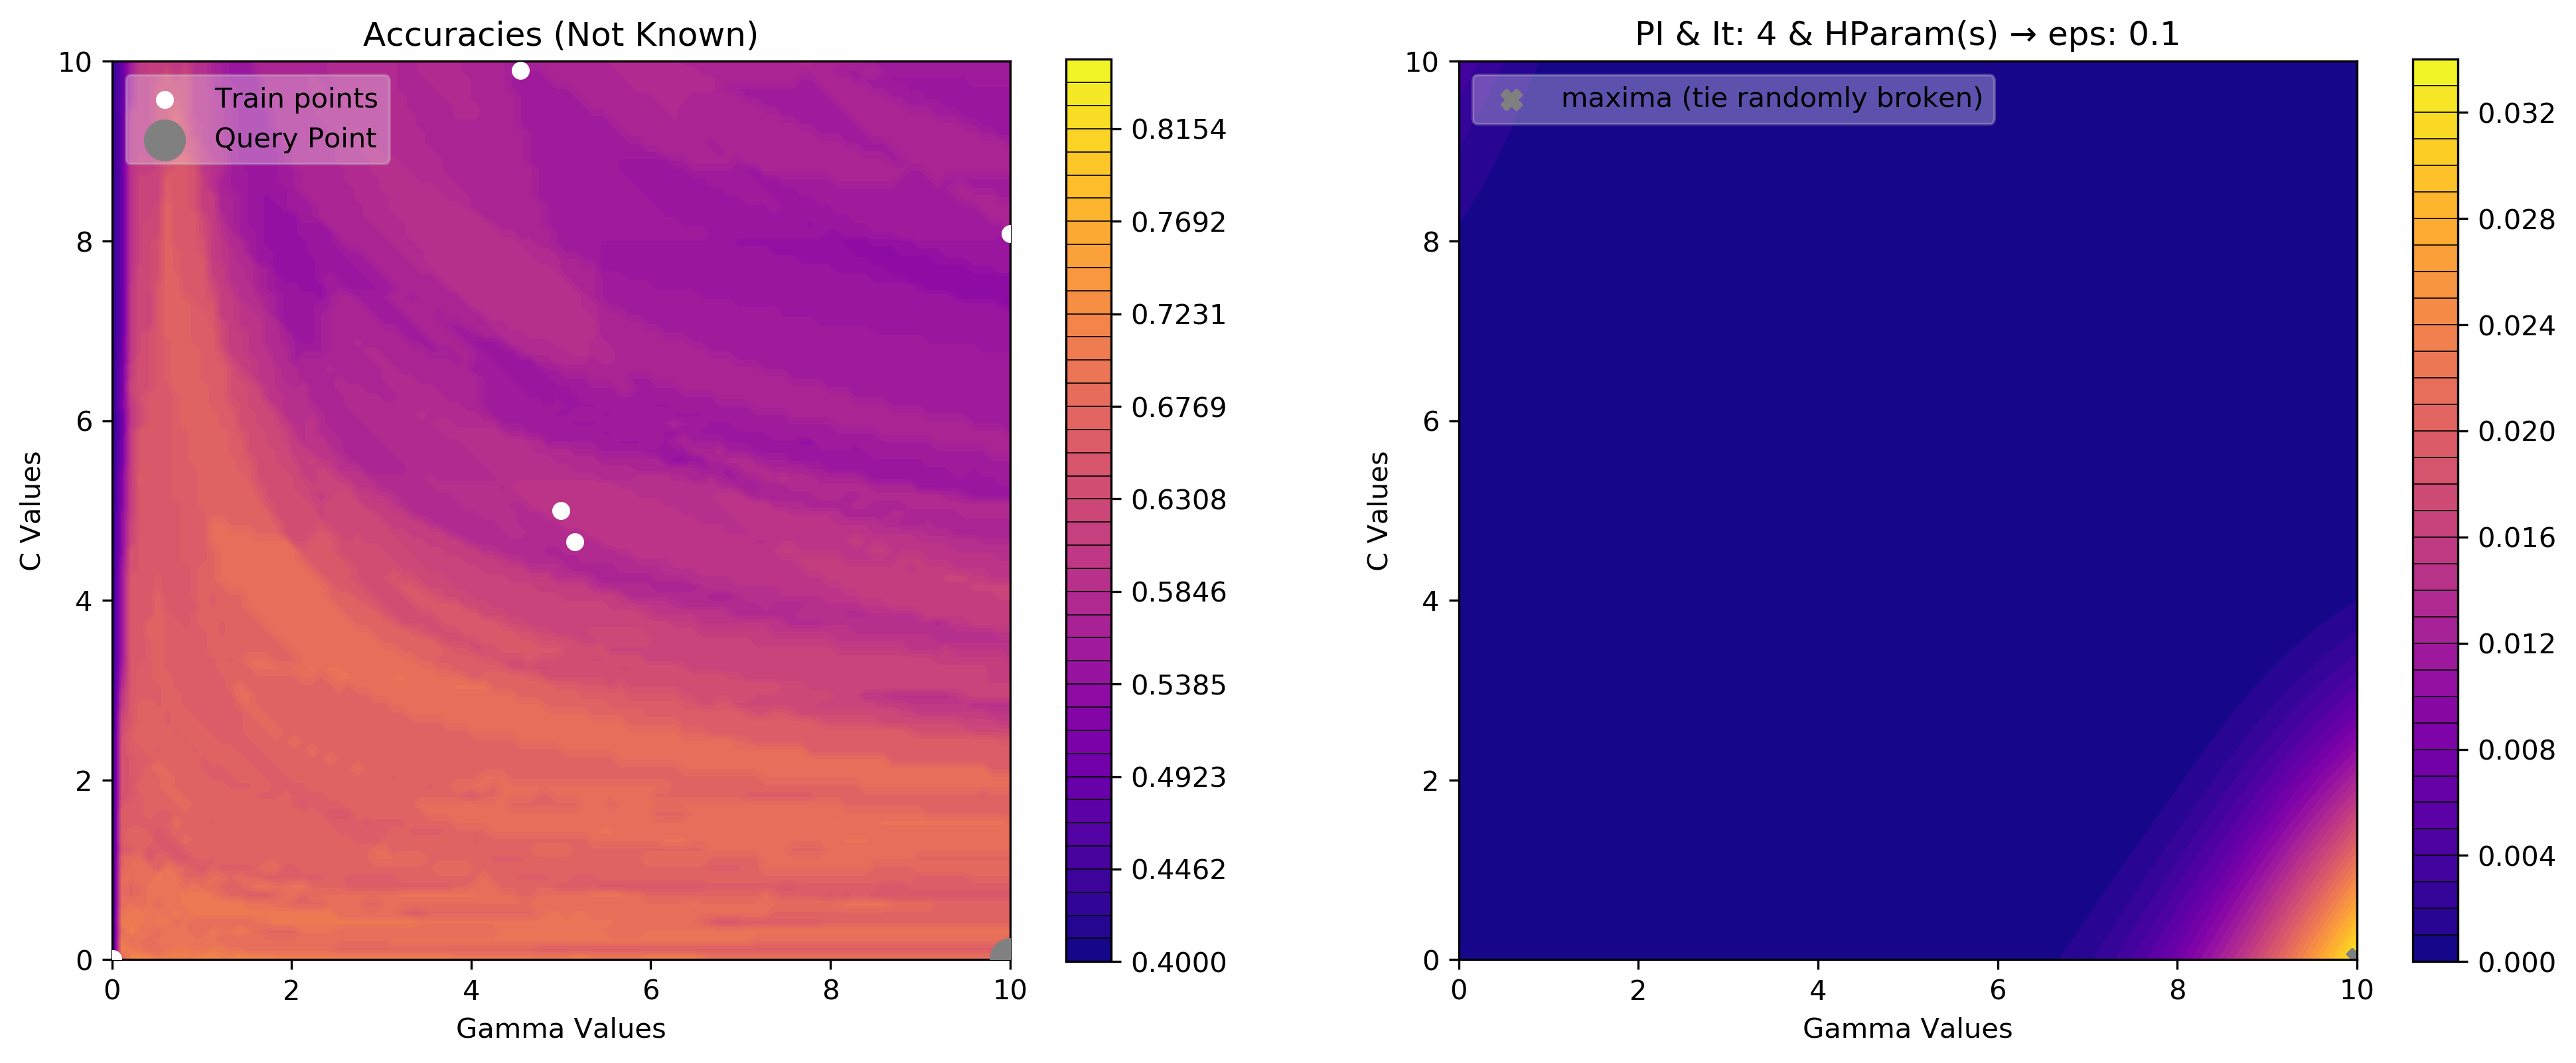 Accuracies (Not Known)
Train points
Query Point
10
8
6
4
2
0
C Values
0 2 4 6 8 10
Gamma Values
0.8154
0.7692
0.7231
0.6769
0.6308
0.5846
0.5385
0.4923
0.4462
0.4000
PI & It: 4 & HParam(s) → eps: 0.1
maxima (tie randomly broken)
10
8
6
4
2
0
C Values
0 2 4 6 8 10
Gamma Values
0.032
0.028
0.024
0.020
0.016
0.012
0.008
0.004
0.000